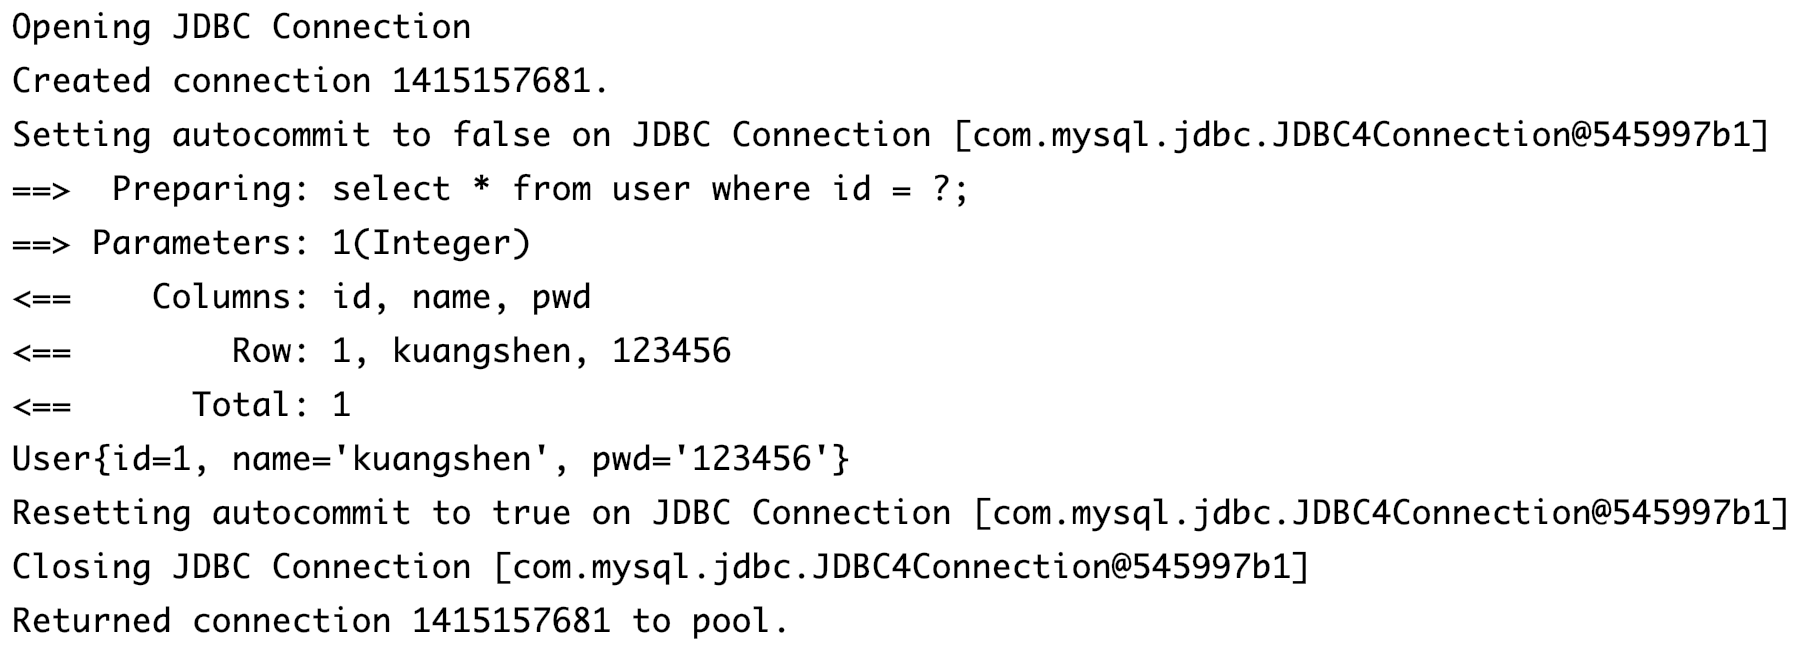 Opening JDBC Connection
Created connection 1415157681.
Setting autocommit to false on JDBC Connection [com.mysql.jdbc.JDBC4Connection@545997b1]
==>  Preparing: select * from user where id = ?;
==> Parameters: 1(Integer)
<==    Columns: id, name, pwd
<==        Row: 1, kuangshen, 123456
<==      Total: 1
User{id=1, name='kuangshen', pwd='123456'}
Resetting autocommit to true on JDBC Connection [com.mysql.jdbc.JDBC4Connection@545997b1]
Closing JDBC Connection [com.mysql.jdbc.JDBC4Connection@545997b1]
Returned connection 1415157681 to pool.